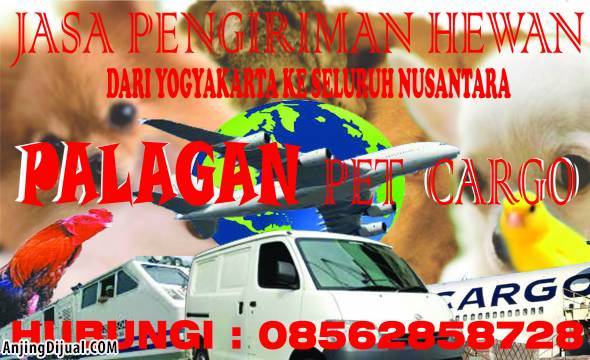 JASA PENGIRIMAN HEWAN
DARI YOGYAKARTA KE SELURUH NUSANTARA
PALAGAN PET CARGO
CARGO
HUBUNGI : 08562858728
AnjingDijual.COM